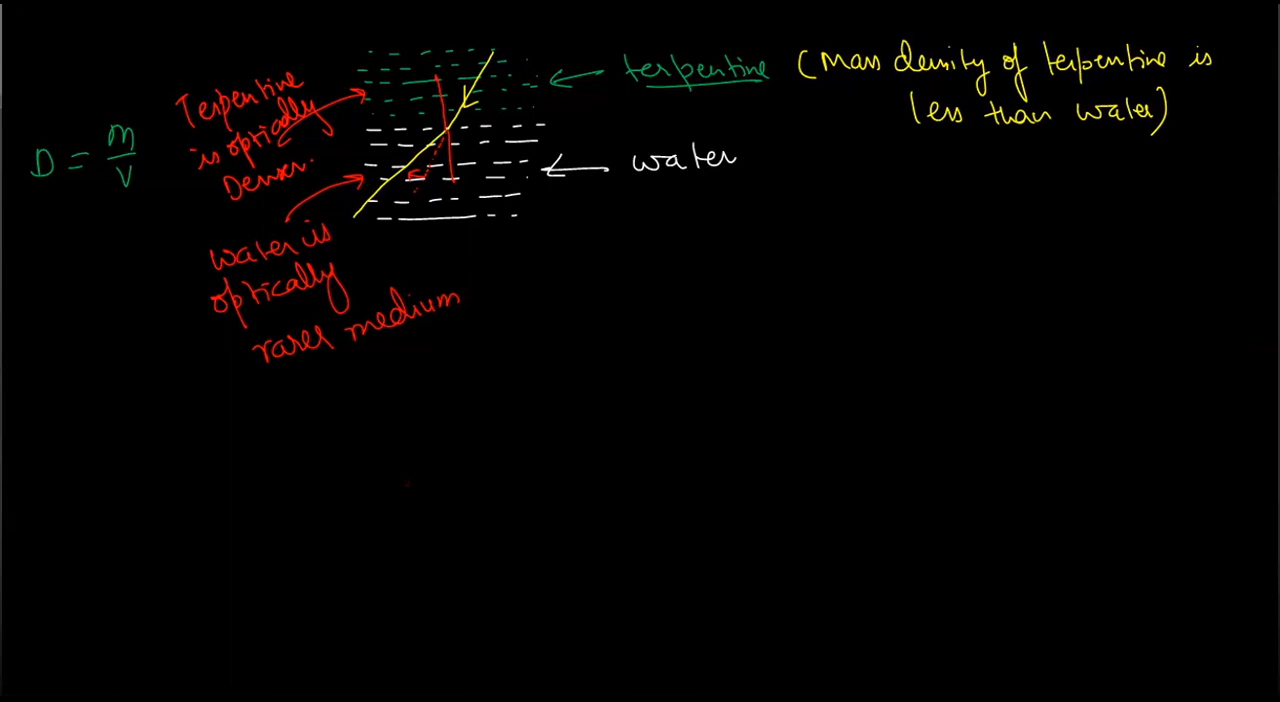 terpentine (Mass density of terpentine is
less than water)
Terpentine
is optically
Denser.
D = m/V
water
water is
optically
rarer medium